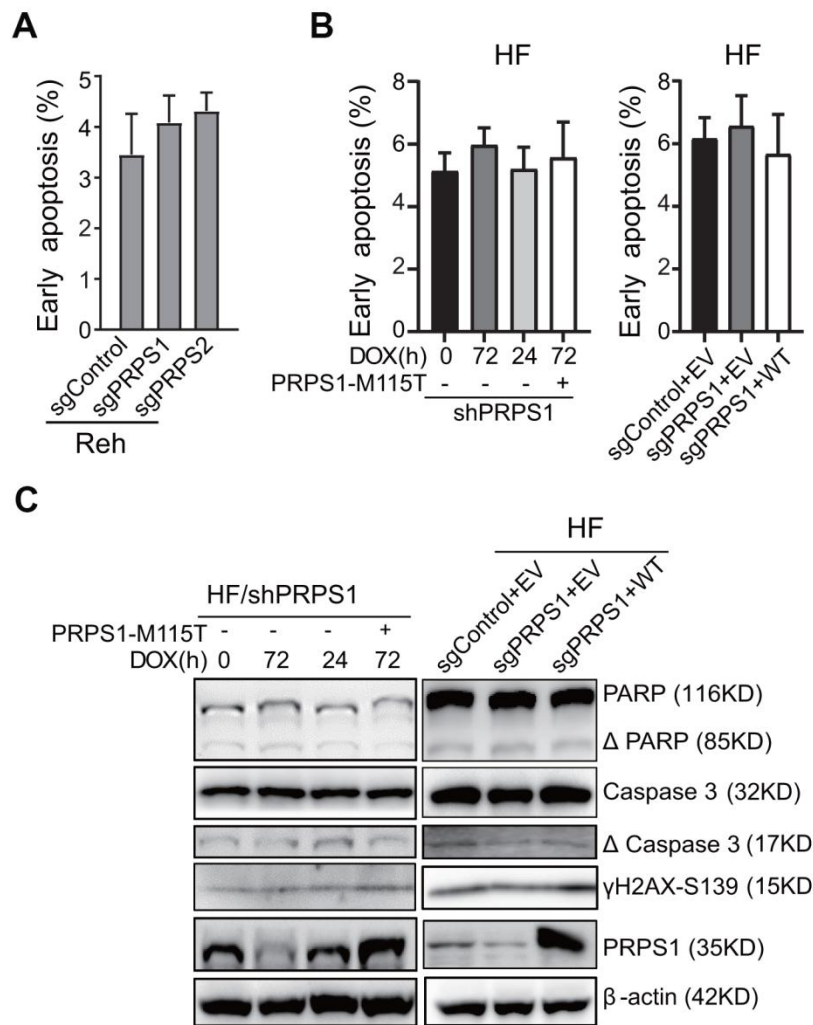 A
Early apoptosis (%)
5
4
3
2
1
0
sgControl
sgPRPS1
sgPRPS2
Reh
B
HF
Early apoptosis (%)
8
6
4
2
0
DOX(h) 0 72 24 72
PRPS1-M115T - - - +
shPRPS1
HF
Early apoptosis (%)
8
6
4
2
0
sgControl+EV
sgPRPS1+EV
sgPRPS1+WT
C
HF/shPRPS1
PRPS1-M115T - - - +
DOX(h) 0 72 24 72
HF
sgControl+EV
sgPRPS1+EV
sgPRPS1+WT
PARP (116KD)
Δ PARP (85KD)
Caspase 3 (32KD)
Δ Caspase 3 (17KD
γH2AX-S139 (15KD
PRPS1 (35KD)
β-actin (42KD)